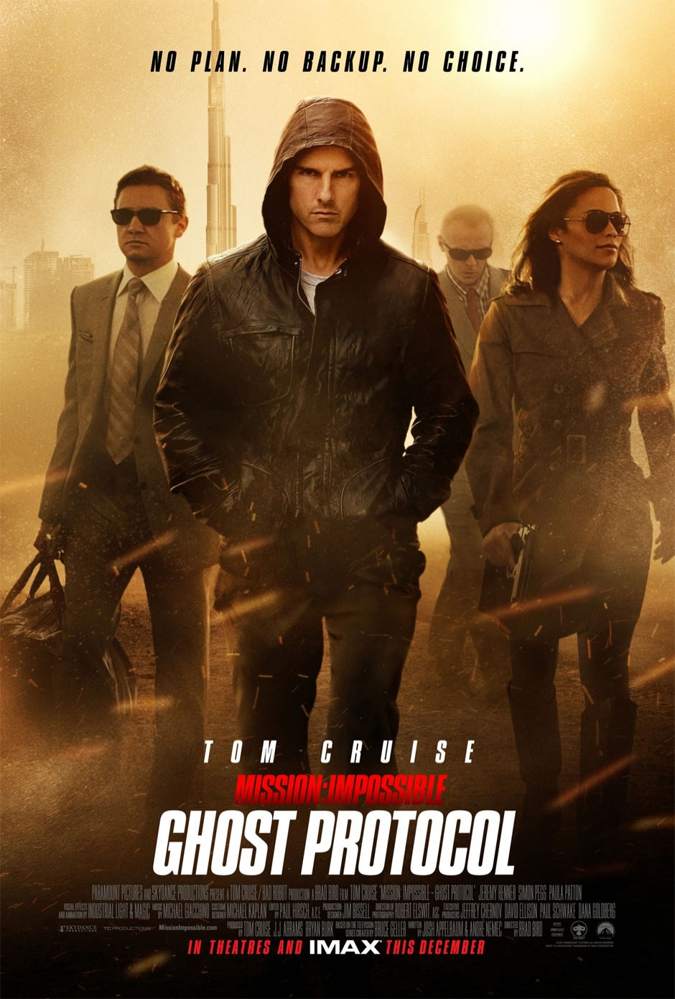 NO PLAN. NO BACKUP. NO CHOICE.
TOM CRUISE
MISSION:IMPOSSIBLE
GHOST PROTOCOL
PARAMOUNT PICTURES AND SKYDANCE PRODUCTIONS PRESENT A TOM CRUISE / BAD ROBOT PRODUCTION A BRAD BIRD FILM TOM CRUISE "MISSION: IMPOSSIBLE – GHOST PROTOCOL" JEREMY RENNER SIMON PEGG PAULA PATTON
VISUAL EFFECTS AND ANIMATION BY INDUSTRIAL LIGHT & MAGIC MUSIC BY MICHAEL GIACCHINO COSTUME DESIGNER MICHAEL KAPLAN EDITED BY PAUL HIRSCH, A.C.E. PRODUCTION DESIGNER JIM BISSELL DIRECTOR OF PHOTOGRAPHY ROBERT ELSWIT, ASC EXECUTIVE PRODUCERS JEFFREY CHERNOV DAVID ELLISON PAUL SCHWAKE DANA GOLDBERG
SKYDANCE PRODUCTIONS TC PRODUCTIONS MissionImpossible.com PRODUCED BY TOM CRUISE J.J. ABRAMS BRYAN BURK BASED ON THE TELEVISION SERIES CREATED BY BRUCE GELLER WRITTEN BY JOSH APPELBAUM & ANDRÉ NEMEC DIRECTED BY BRAD BIRD
IN THEATRES AND IMAX THIS DECEMBER